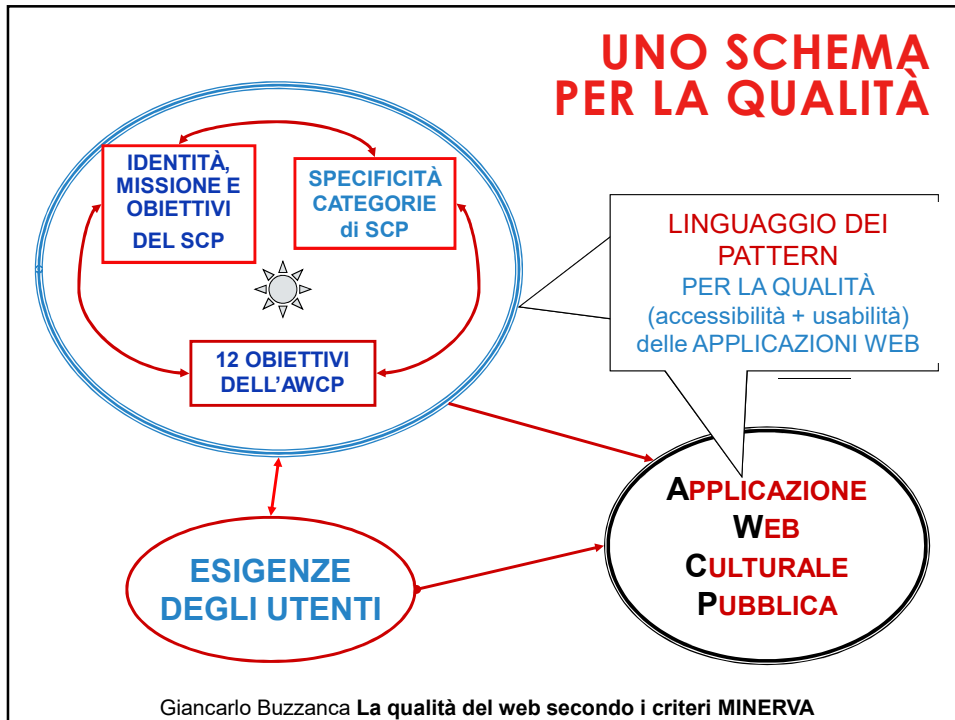 UNO SCHEMA
PER LA QUALITÀ
IDENTITÀ,
MISSIONE E
OBIETTIVI
DEL SCP
SPECIFICITÀ
CATEGORIE
di SCP
12 OBIETTIVI
DELL’AWCP
LINGUAGGIO DEI
PATTERN
PER LA QUALITÀ
(accessibilità + usabilità)
delle APPLICAZIONI WEB
ESIGENZE
DEGLI UTENTI
APPLICAZIONE
WEB
CULTURALE
PUBBLICA
Giancarlo Buzzanca La qualità del web secondo i criteri MINERVA